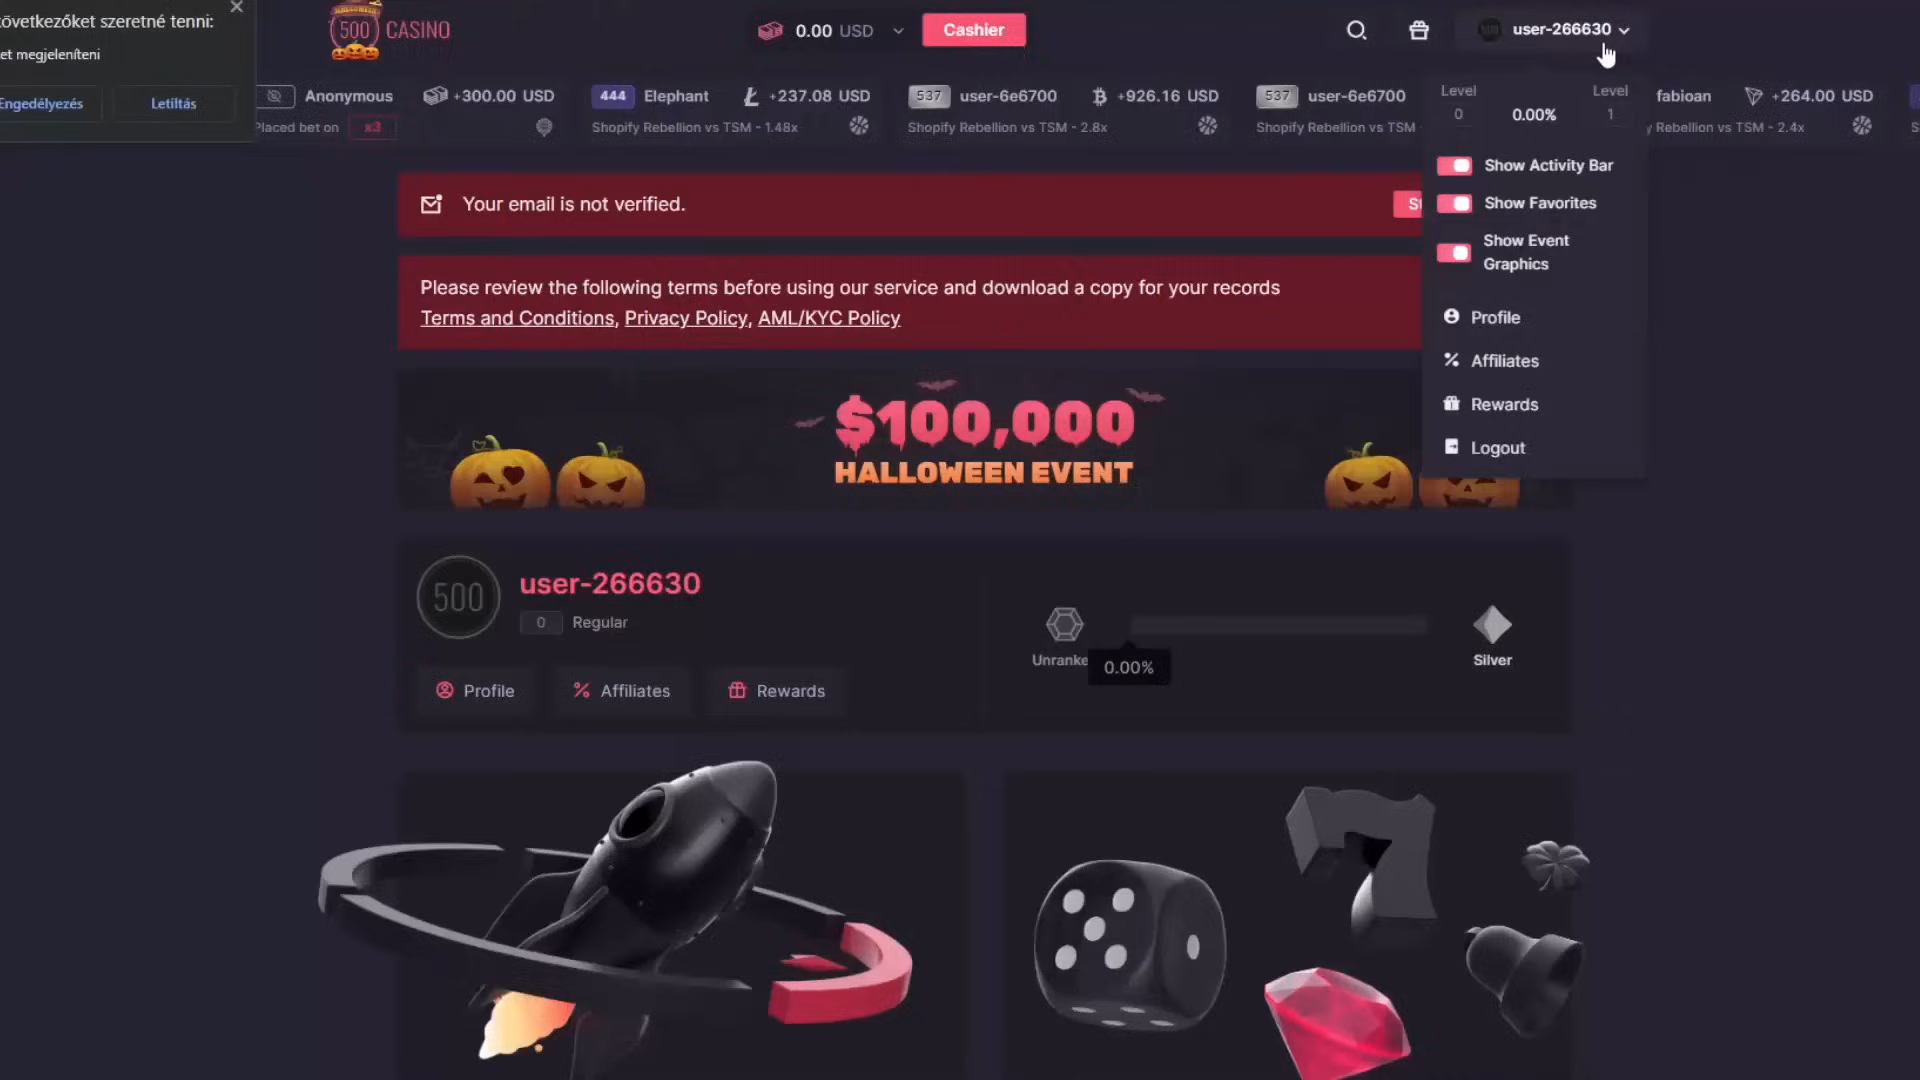 következőket szeretné tenni:
et megjeleníteni
Engedélyezés
Letiltás
HALLOWEEN
500 CASINO
0.00 USD
Cashier
user-266630
Anonymous
+300.00 USD
Placed bet on x3
444 Elephant
+237.08 USD
Shopify Rebellion vs TSM - 1.48x
537 user-6e6700
+926.16 USD
Shopify Rebellion vs TSM - 2.8x
537 user-6e6700
Shopify Rebellion vs TSM
fabioan
+264.00 USD
Rebellion vs TSM - 2.4x
Level
0
0.00%
Level
1
Show Activity Bar
Show Favorites
Show Event
Graphics
Profile
Affiliates
Rewards
Logout
Your email is not verified.
St
Please review the following terms before using our service and download a copy for your records
Terms and Conditions, Privacy Policy, AML/KYC Policy
$100,000
HALLOWEEN EVENT
500
user-266630
0 Regular
Profile
Affiliates
Rewards
Unranke
0.00%
Silver